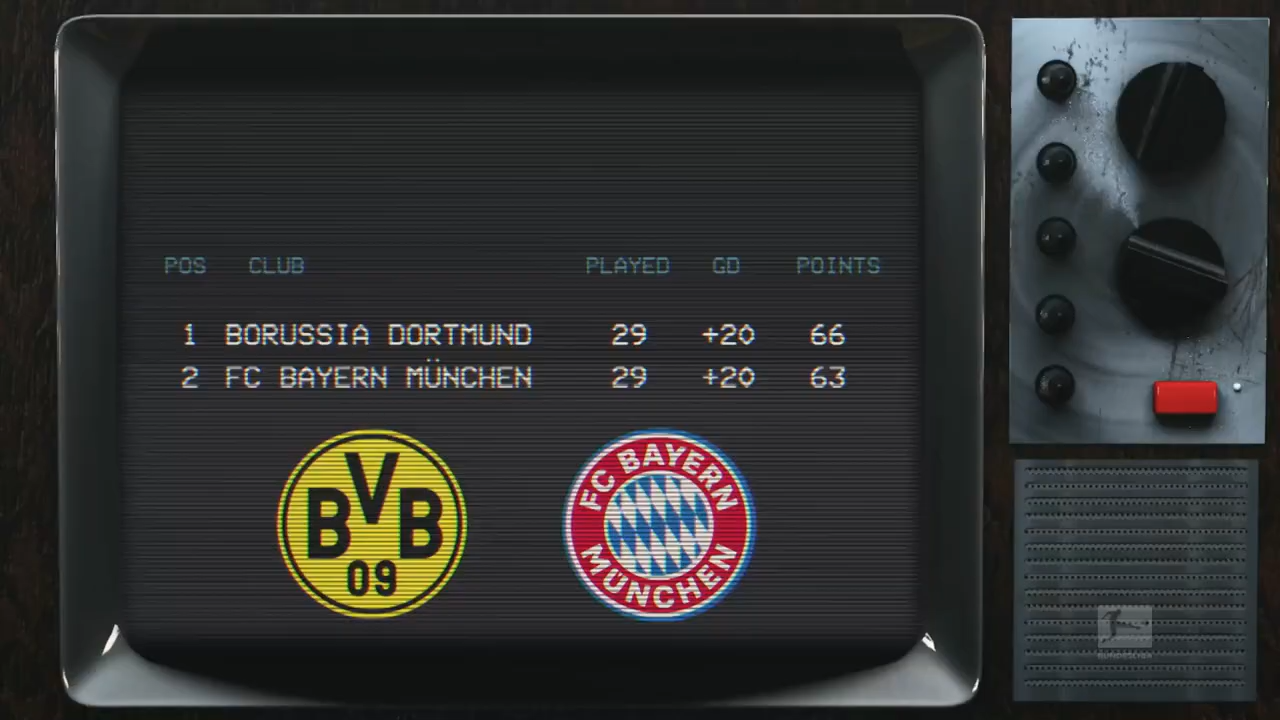 POS CLUB PLAYED GD POINTS
1 BORUSSIA DORTMUND 29 +20 66
2 FC BAYERN MÜNCHEN 29 +20 63
BVB
09
FC BAYERN
MÜNCHEN
BUNDESLIGA